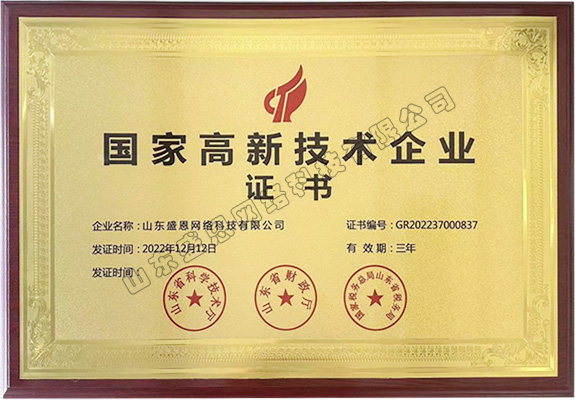 国家高新技术企业
证书
企业名称：山东盛恩网络科技有限公司
证书编号：GR202237000837
发证时间：2022年12月12日
有 效 期：三年
发证时间：
山东省科学技术厅
山东省财政厅
国家税务总局山东省税务局
山东盛恩网络科技有限公司